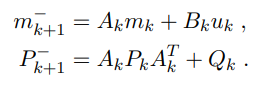 m⁻ₖ₊₁ = Aₖmₖ + Bₖuₖ ,
P⁻ₖ₊₁ = AₖPₖAₖᵀ + Qₖ .